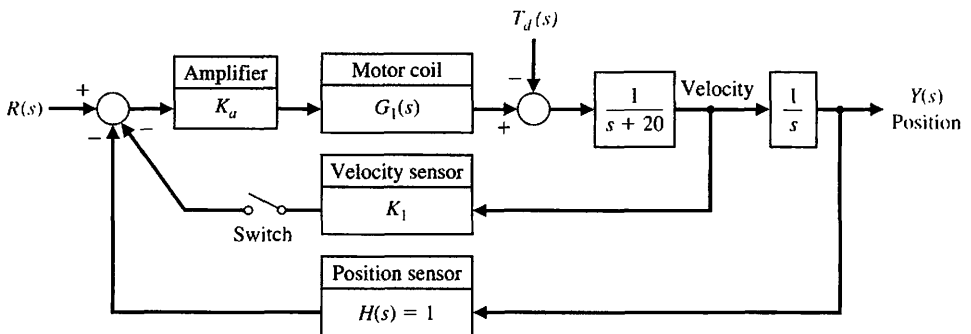 T_d(s)
Amplifier
Motor coil
R(s)
+
K_a
G_1(s)
−
+
1
s + 20
Velocity
1
s
Y(s)
Position
−
−
Velocity sensor
K_1
Switch
Position sensor
H(s) = 1